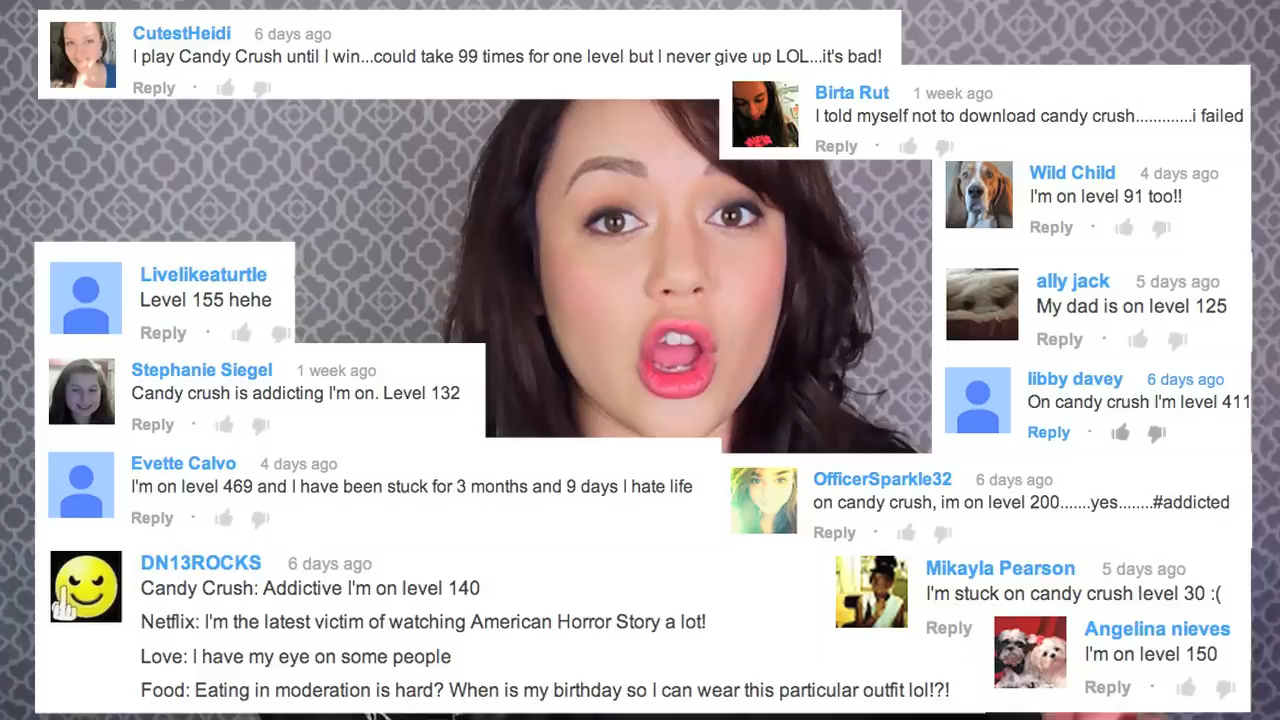 CutestHeidi 6 days ago
I play Candy Crush until I win...could take 99 times for one level but I never give up LOL...it's bad!
Reply ·
Birta Rut 1 week ago
I told myself not to download candy crush.............i failed
Reply ·
Wild Child 4 days ago
I'm on level 91 too!!
Reply ·
Livelikeaturtle
Level 155 hehe
Reply ·
ally jack 5 days ago
My dad is on level 125
Reply ·
Stephanie Siegel 1 week ago
Candy crush is addicting I'm on. Level 132
Reply ·
libby davey 6 days ago
On candy crush I'm level 411
Reply ·
Evette Calvo 4 days ago
I'm on level 469 and I have been stuck for 3 months and 9 days I hate life
Reply ·
OfficerSparkle32 6 days ago
on candy crush, im on level 200.......yes........#addicted
Reply ·
DN13ROCKS 6 days ago
Candy Crush: Addictive I'm on level 140
Netflix: I'm the latest victim of watching American Horror Story a lot!
Love: I have my eye on some people
Food: Eating in moderation is hard? When is my birthday so I can wear this particular outfit lol!?!
Mikayla Pearson 5 days ago
I'm stuck on candy crush level 30 :(
Reply
Angelina nieves
I'm on level 150
Reply ·